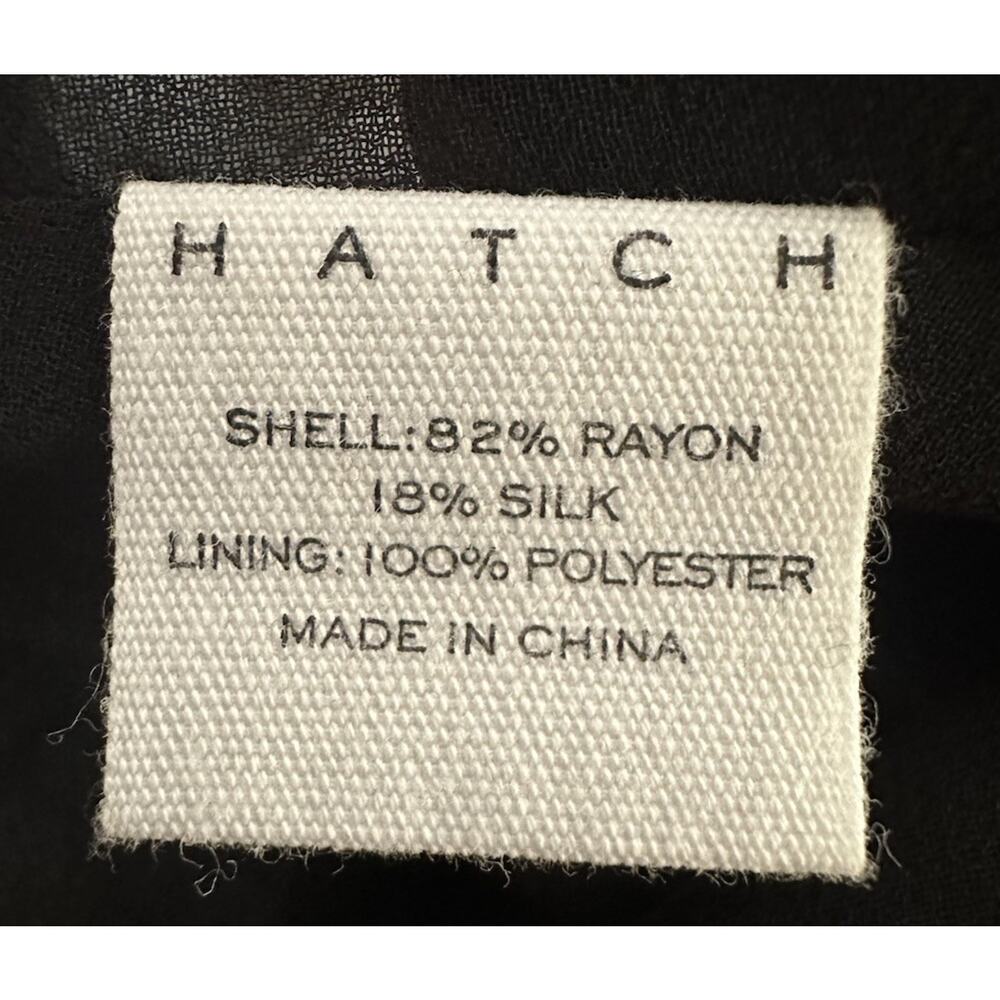 HATCH
SHELL: 82% RAYON
18% SILK
LINING: 100% POLYESTER
MADE IN CHINA